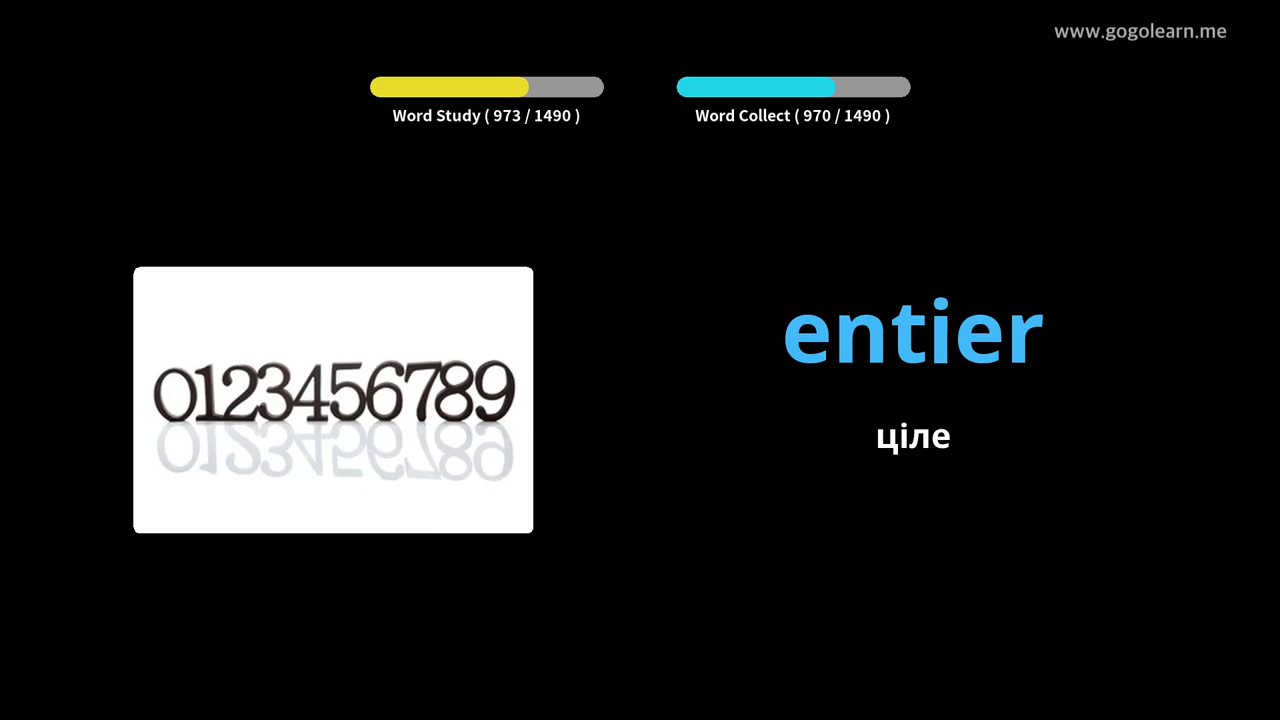 www.gogolearn.me
Word Study ( 973 / 1490 )
Word Collect ( 970 / 1490 )
0123456789
entier
ціле